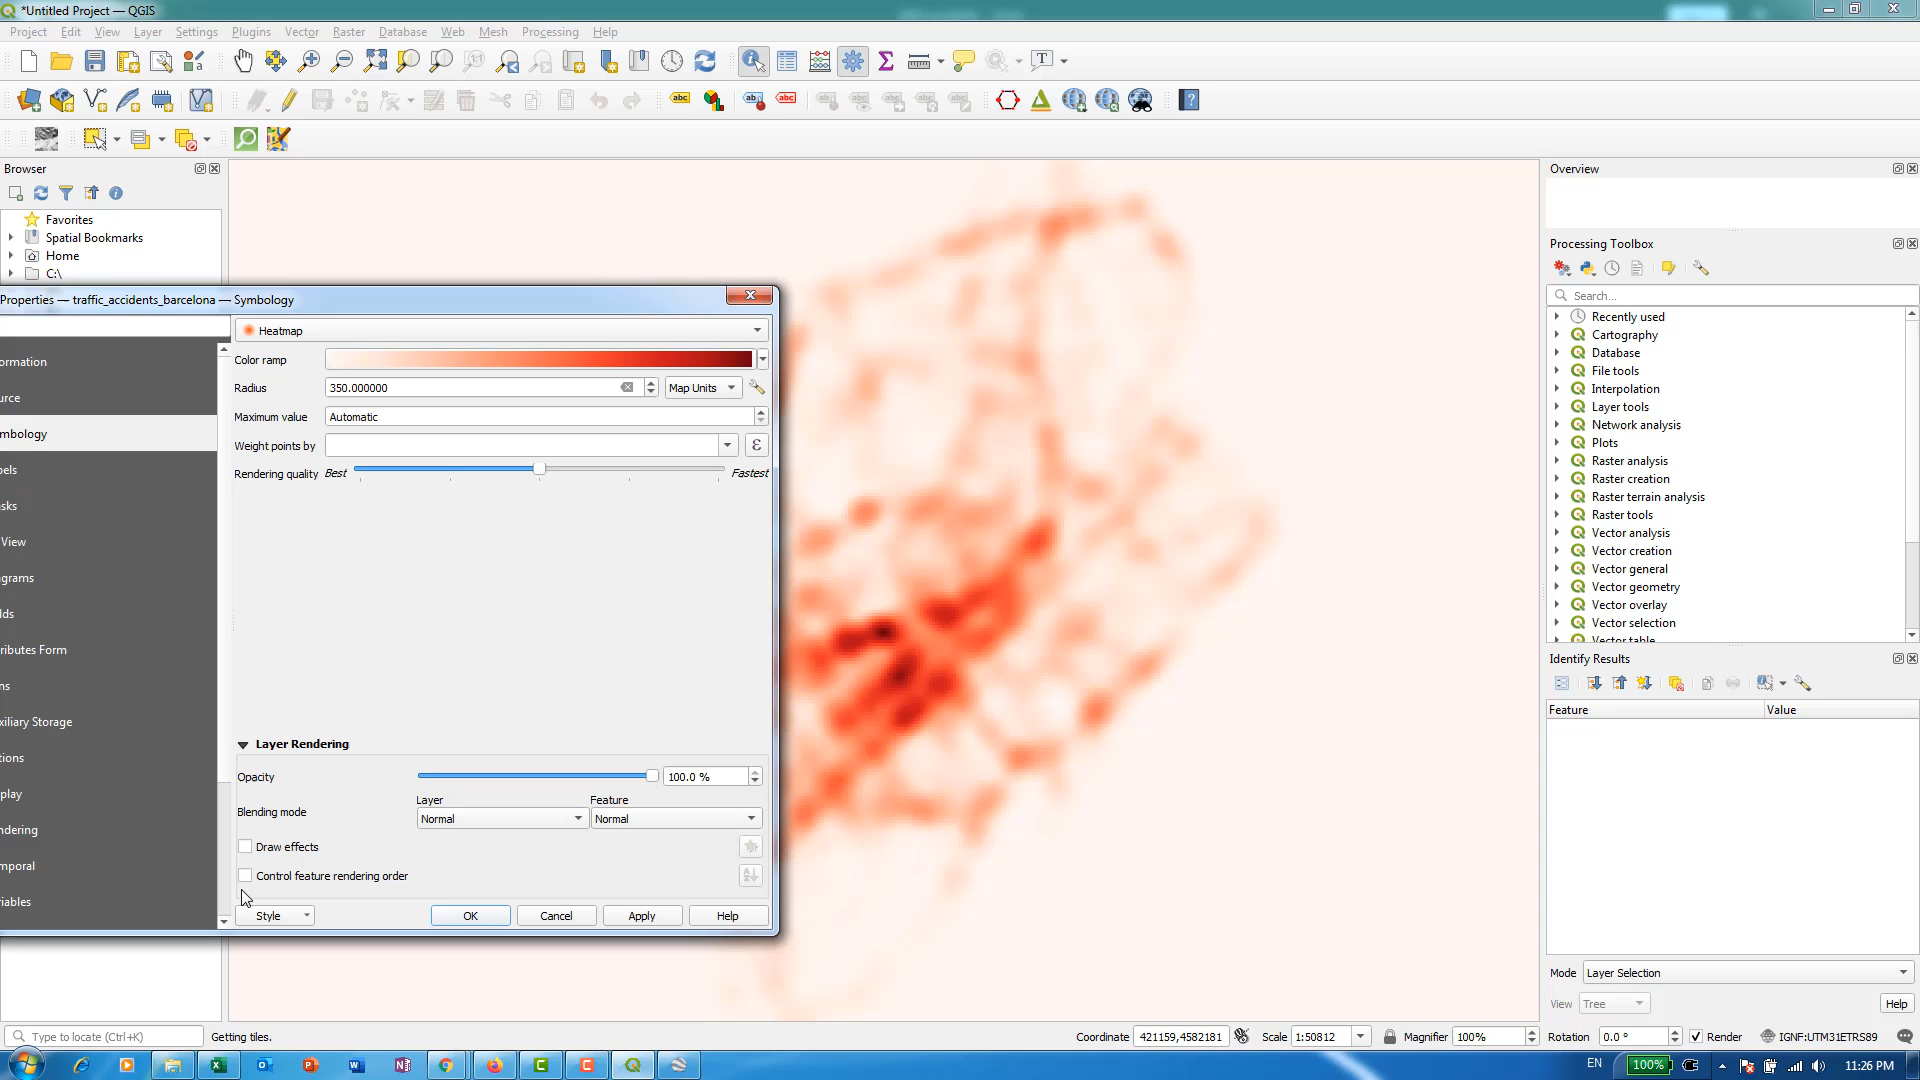 *Untitled Project — QGIS
Project Edit View Layer Settings Plugins Vector Raster Database Web Mesh Processing Help
Browser
Favorites
Spatial Bookmarks
Home
C:\
Properties — traffic_accidents_barcelona — Symbology
ormation
urce
mbology
els
sks
View
grams
lds
ributes Form
ns
xiliary Storage
tions
play
ndering
mporal
riables
Heatmap
Color ramp
Radius 350.000000 Map Units
Maximum value Automatic
Weight points by ε
Rendering quality Best Fastest
Layer Rendering
Opacity 100.0 %
Layer Feature
Blending mode Normal Normal
Draw effects
Control feature rendering order
Style OK Cancel Apply Help
Overview
Processing Toolbox
Search...
Recently used
Cartography
Database
File tools
Interpolation
Layer tools
Network analysis
Plots
Raster analysis
Raster creation
Raster terrain analysis
Raster tools
Vector analysis
Vector creation
Vector general
Vector geometry
Vector overlay
Vector selection
Vector table
Identify Results
Feature Value
Mode Layer Selection
View Tree Help
Type to locate (Ctrl+K) Getting tiles. Coordinate 421159,4582181 Scale 1:50812 Magnifier 100% Rotation 0.0 ° Render IGNF:UTM31ETRS89
EN 100% 11:26 PM